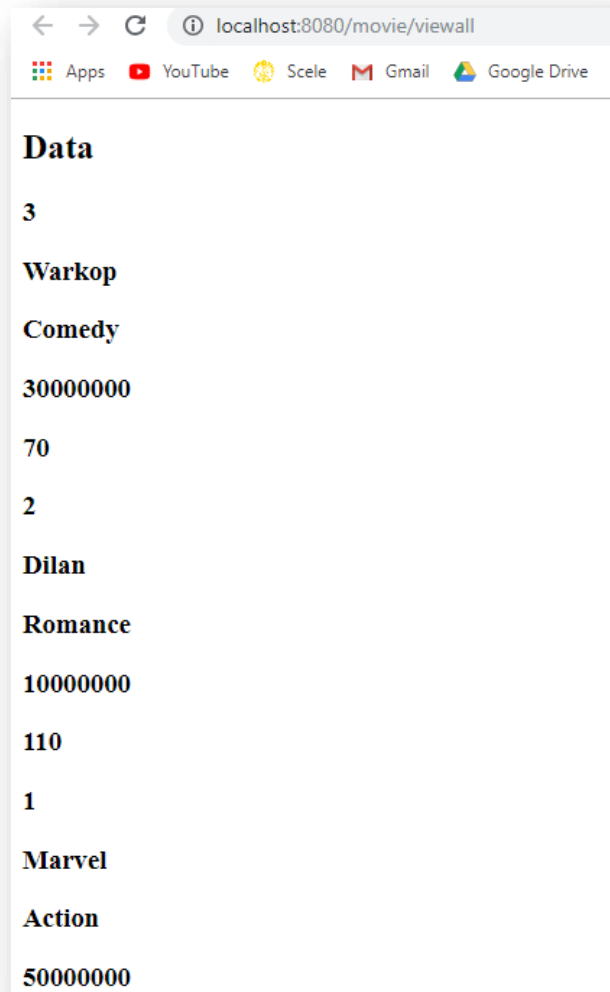 localhost:8080/movie/viewall
Apps YouTube Scele Gmail Google Drive
Data
3
Warkop
Comedy
30000000
70
2
Dilan
Romance
10000000
110
1
Marvel
Action
50000000